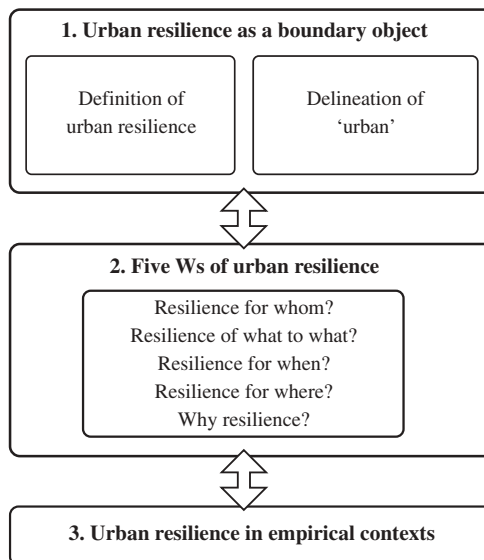 1. Urban resilience as a boundary object
Definition of
urban resilience
Delineation of
‘urban’
2. Five Ws of urban resilience
Resilience for whom?
Resilience of what to what?
Resilience for when?
Resilience for where?
Why resilience?
3. Urban resilience in empirical contexts